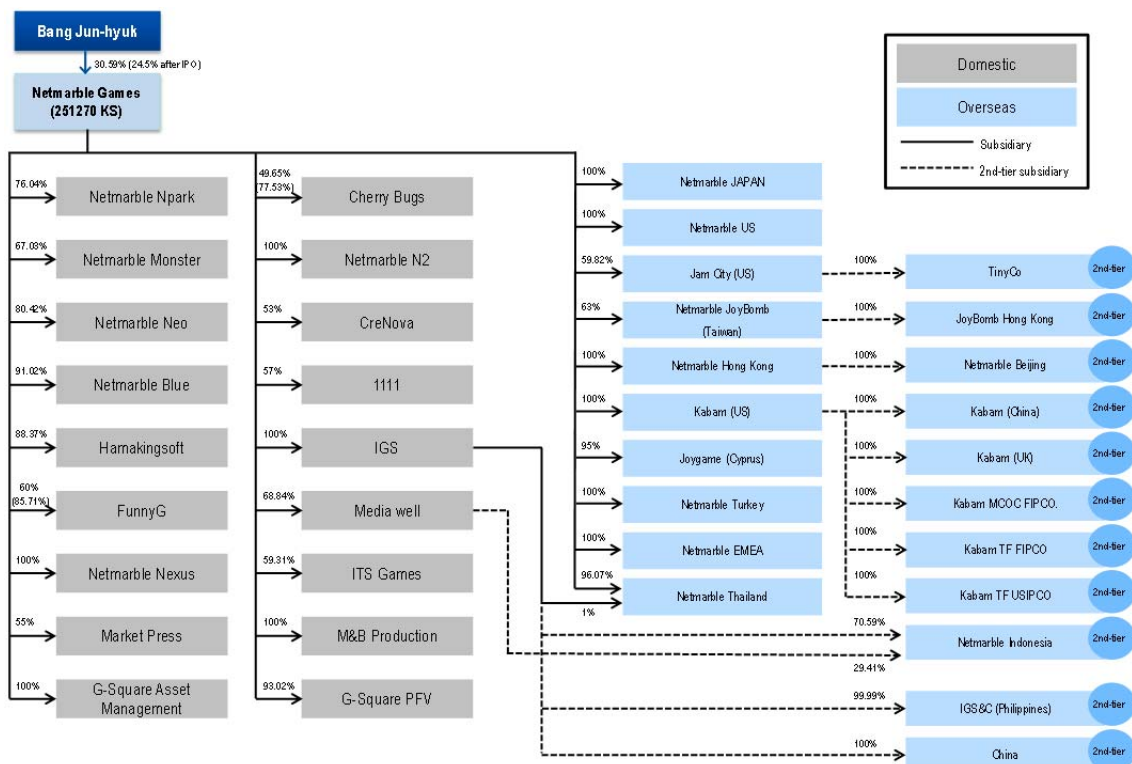 Bang Jun-hyuk
30.59% (24.5% after IPO)
Netmarble Games
(251270 KS)
Domestic
Overseas
Subsidiary
2nd-tier subsidiary
76.04%
Netmarble Npark
67.03%
Netmarble Monster
80.42%
Netmarble Neo
91.02%
Netmarble Blue
88.37%
Hamakingsoft
60%
(85.71%)
FunnyG
100%
Netmarble Nexus
55%
Market Press
100%
G-Square Asset
Management
49.65%
(77.53%)
Cherry Bugs
100%
Netmarble N2
53%
CreNova
57%
1111
100%
IGS
68.84%
Media well
59.31%
ITS Games
100%
M&B Production
93.02%
G-Square PFV
100%
Netmarble JAPAN
100%
Netmarble US
59.82%
Jam City (US)
63%
Netmarble JoyBomb
(Taiwan)
100%
Netmarble Hong Kong
100%
Kabam (US)
95%
Joygame (Cyprus)
100%
Netmarble Turkey
100%
Netmarble EMEA
96.07%
Netmarble Thailand
1%
100%
TinyCo
2nd-tier
100%
JoyBomb Hong Kong
2nd-tier
100%
Netmarble Beijing
2nd-tier
100%
Kabam (China)
2nd-tier
100%
Kabam (UK)
2nd-tier
100%
Kabam MCOC FIPCO.
2nd-tier
100%
Kabam TF FIPCO
2nd-tier
100%
Kabam TF USIPCO
2nd-tier
70.59%
Netmarble Indonesia
2nd-tier
29.41%
99.99%
IGS&C (Philippines)
2nd-tier
100%
China
2nd-tier